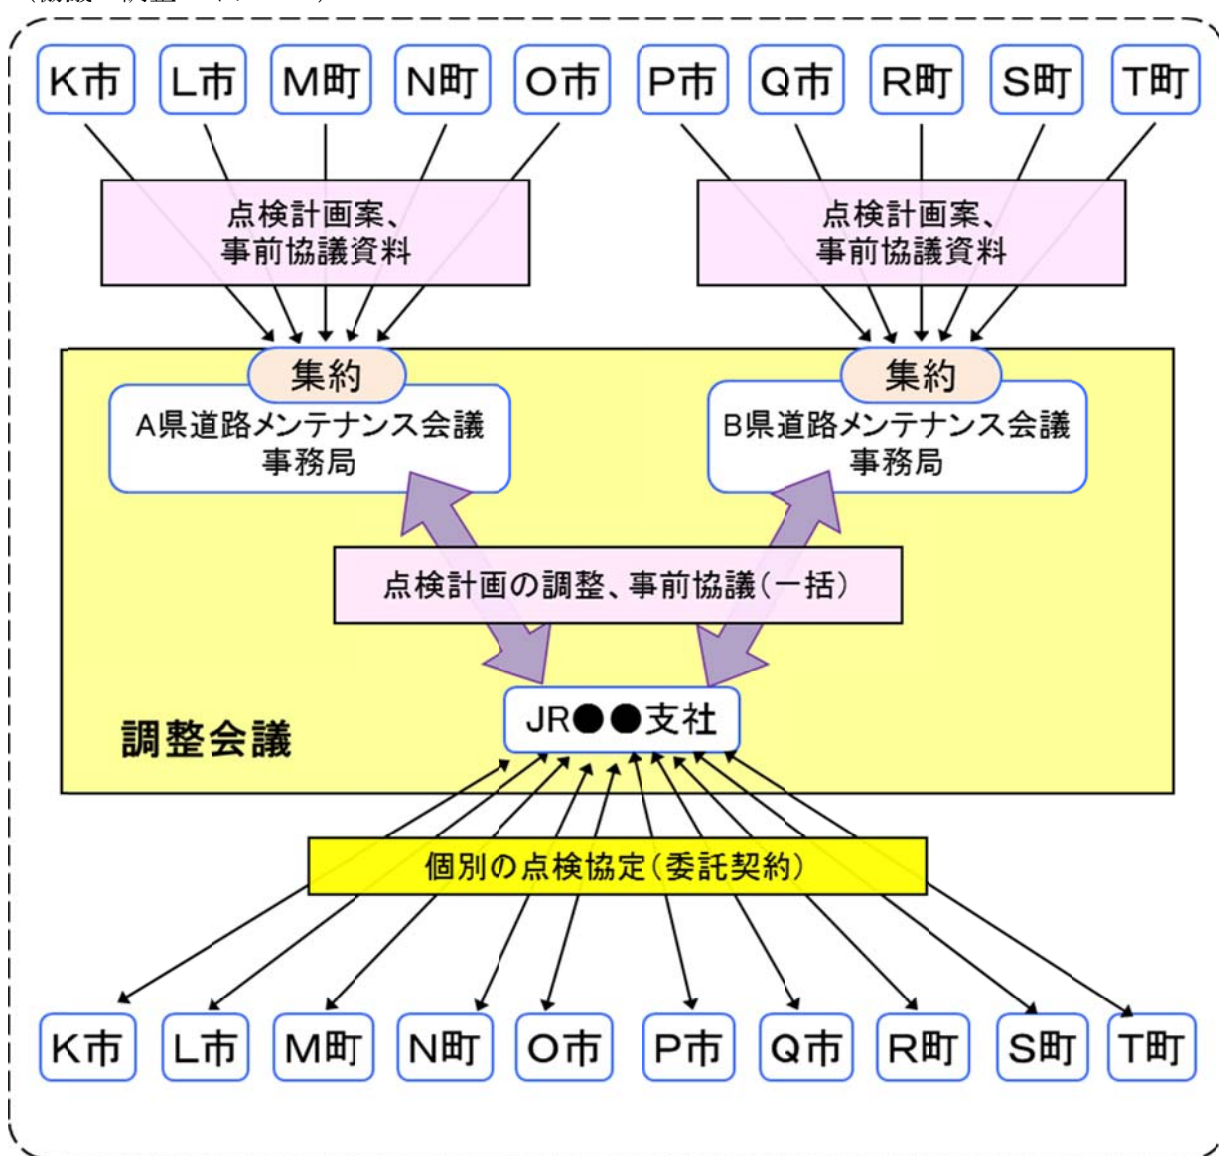 K市 L市 M町 N町 O市 P市 Q市 R町 S町 T町
点検計画案、
事前協議資料
点検計画案、
事前協議資料
集約
A県道路メンテナンス会議
事務局
集約
B県道路メンテナンス会議
事務局
点検計画の調整、事前協議(一括)
JR●●支社
調整会議
個別の点検協定(委託契約)
K市 L市 M町 N町 O市 P市 Q市 R町 S町 T町